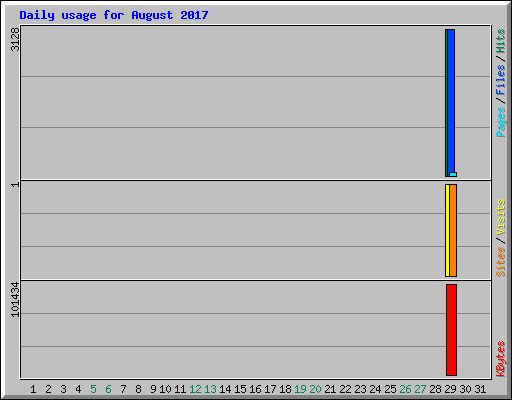 Daily usage for August 2017
3128
Pages/Files/Hits
1
Sites/Visits
101434
KBytes
1 2 3 4 5 6 7 8 9 10 11 12 13 14 15 16 17 18 19 20 21 22 23 24 25 26 27 28 29 30 31